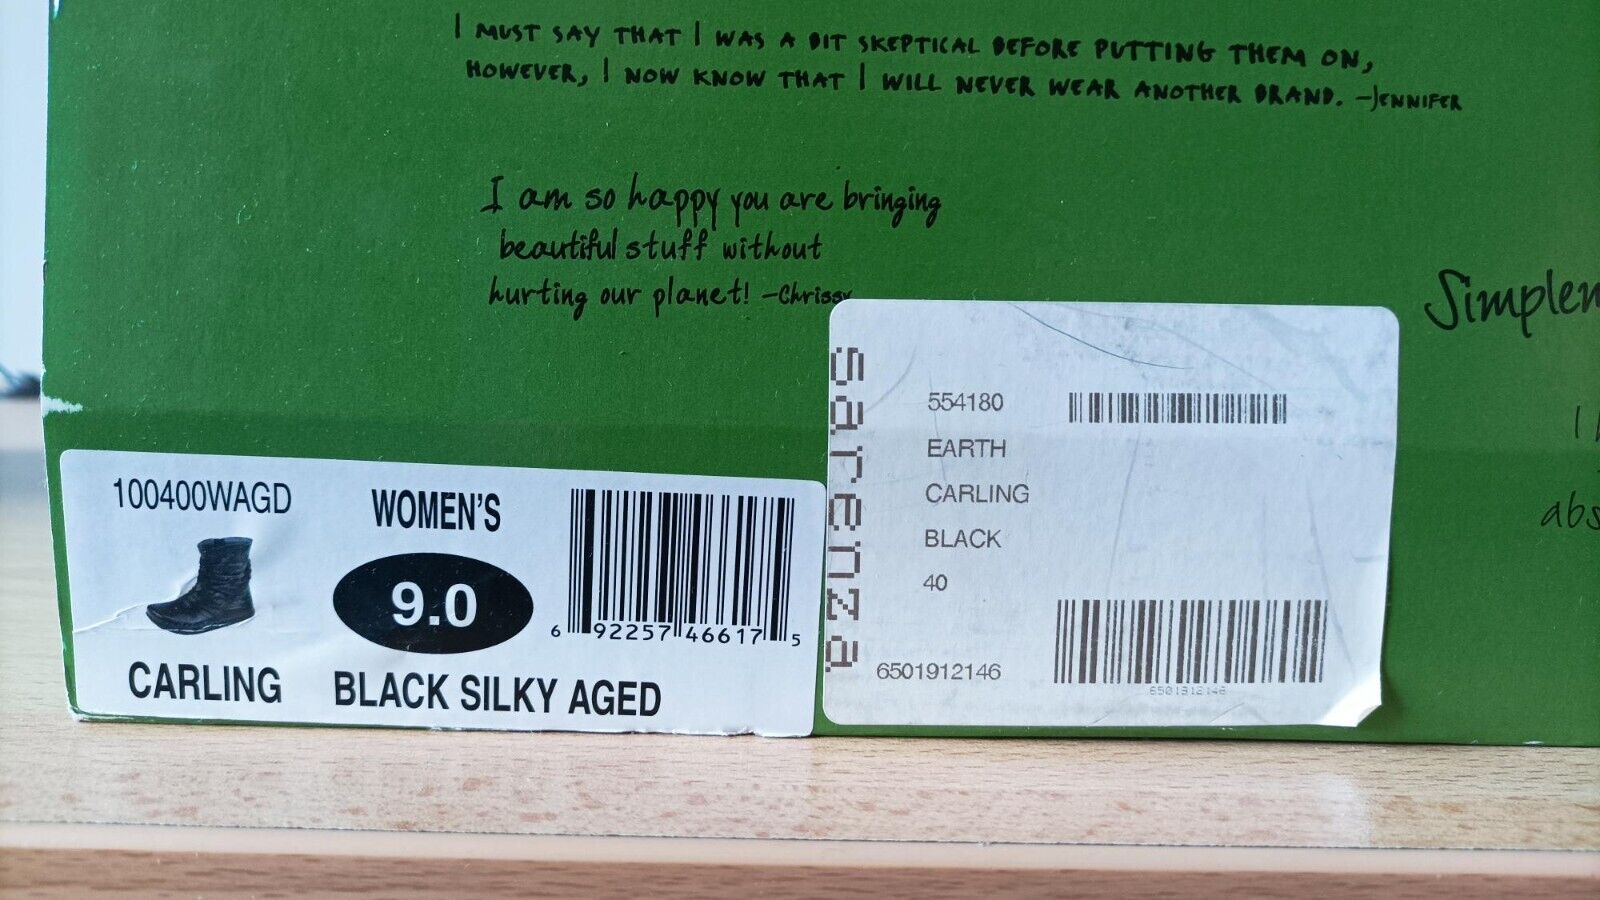 I MUST SAY THAT I WAS A BIT SKEPTICAL BEFORE PUTTING THEM ON,
HOWEVER, I NOW KNOW THAT I WILL NEVER WEAR ANOTHER BRAND. -JENNIFER
I am so happy you are bringing
beautiful stuff without
hurting our planet! -Chrissy
100400WAGD
WOMEN'S
9.0
6 92257 46617 5
CARLING
BLACK SILKY AGED
sarenza
554180
EARTH
CARLING
BLACK
40
6501912146
6501912146